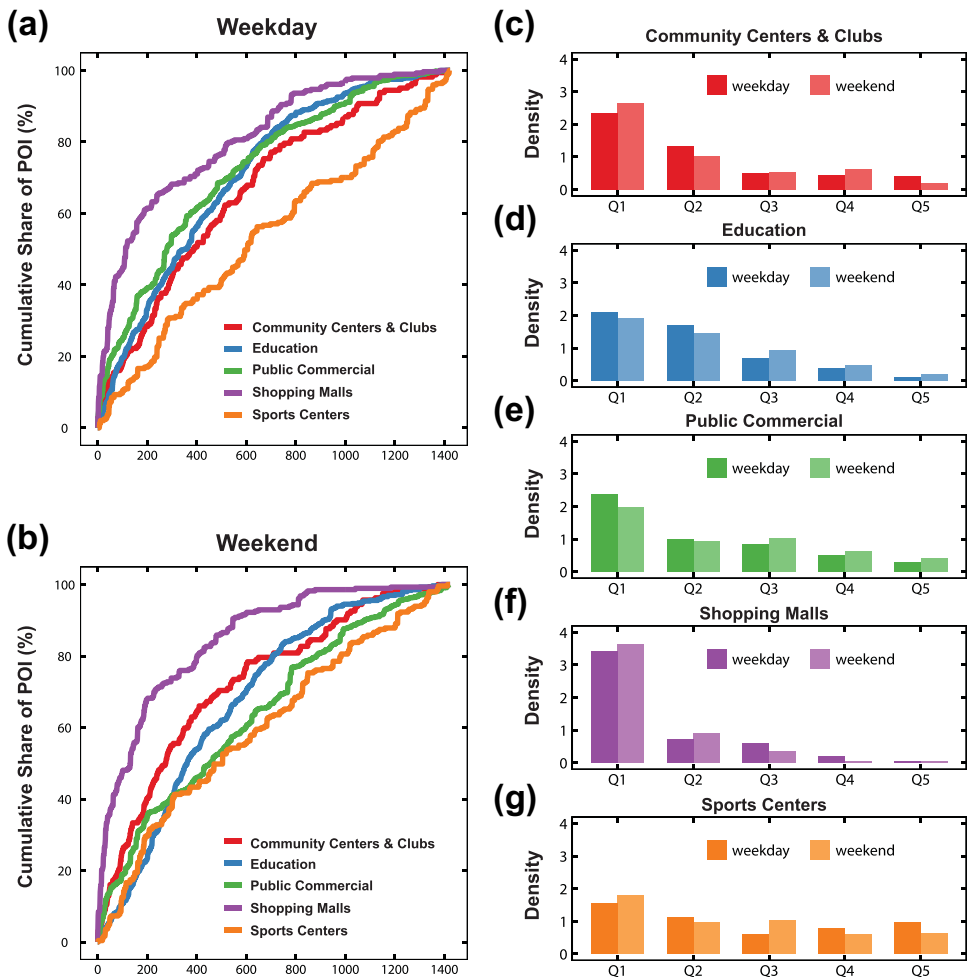 (a)
Weekday
Cumulative Share of POI (%)
100
80
60
40
20
0
Community Centers & Clubs
Education
Public Commercial
Shopping Malls
Sports Centers
0 200 400 600 800 1000 1200 1400
(b)
Weekend
Cumulative Share of POI (%)
100
80
60
40
20
0
Community Centers & Clubs
Education
Public Commercial
Shopping Malls
Sports Centers
0 200 400 600 800 1000 1200 1400
(c)
Community Centers & Clubs
Density
4
3
2
1
0
weekday weekend
Q1 Q2 Q3 Q4 Q5
(d)
Education
Density
4
3
2
1
0
weekday weekend
Q1 Q2 Q3 Q4 Q5
(e)
Public Commercial
Density
4
3
2
1
0
weekday weekend
Q1 Q2 Q3 Q4 Q5
(f)
Shopping Malls
Density
4
3
2
1
0
weekday weekend
Q1 Q2 Q3 Q4 Q5
(g)
Sports Centers
Density
4
3
2
1
0
weekday weekend
Q1 Q2 Q3 Q4 Q5